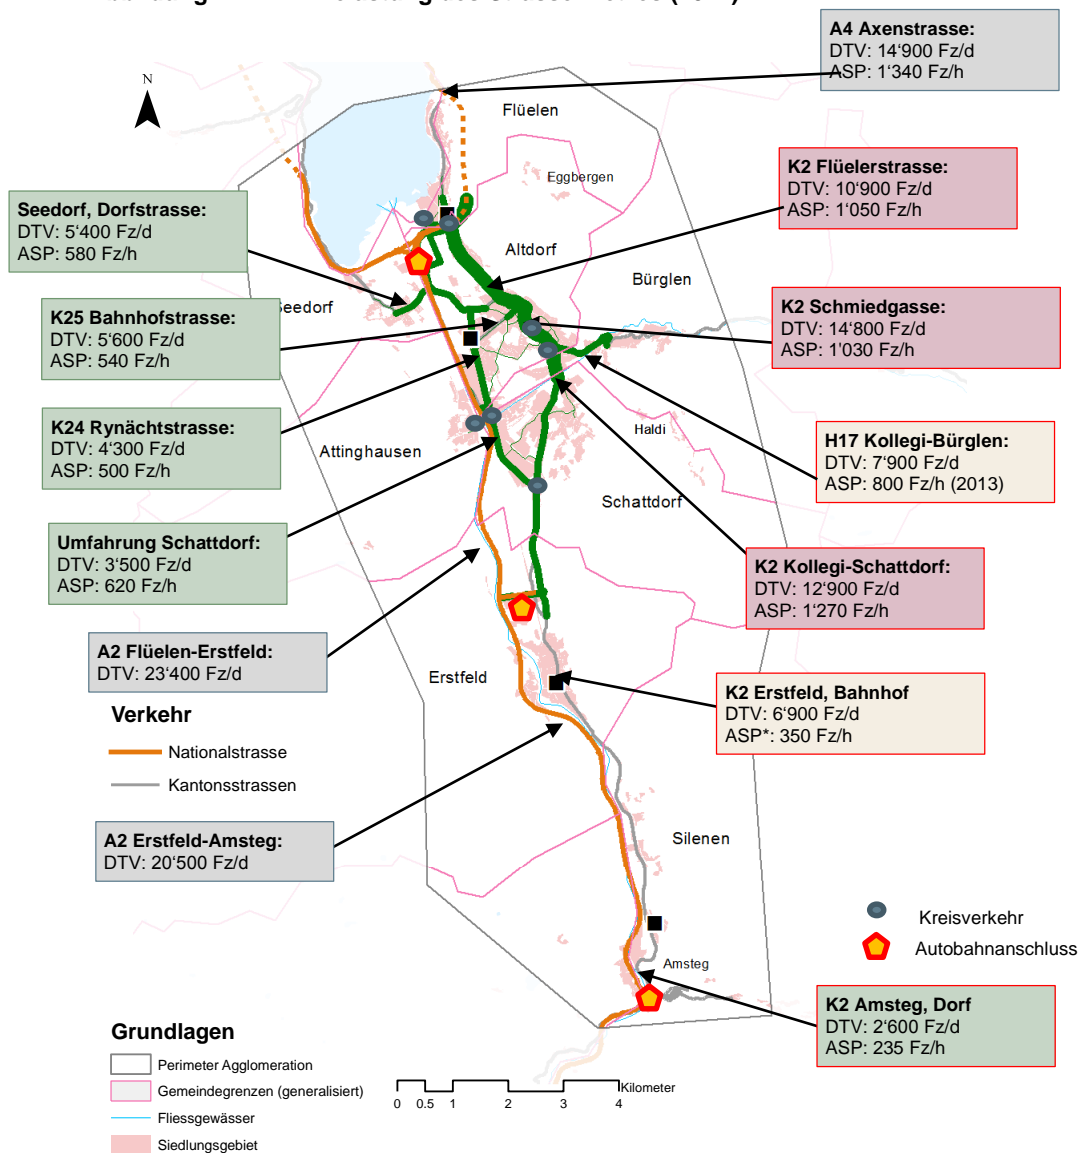 A4 Axenstrasse:
DTV: 14‘900 Fz/d
ASP: 1‘340 Fz/h
N
Flüelen
K2 Flüelerstrasse:
DTV: 10‘900 Fz/d
ASP: 1‘050 Fz/h
Eggbergen
Seedorf, Dorfstrasse:
DTV: 5‘400 Fz/d
ASP: 580 Fz/h
Altdorf
Bürglen
Seedorf
K2 Schmiedgasse:
DTV: 14‘800 Fz/d
ASP: 1’030 Fz/h
K25 Bahnhofstrasse:
DTV: 5‘600 Fz/d
ASP: 540 Fz/h
K24 Rynächtstrasse:
DTV: 4‘300 Fz/d
ASP: 500 Fz/h
Attinghausen
Haldi
H17 Kollegi-Bürglen:
DTV: 7‘900 Fz/d
ASP: 800 Fz/h (2013)
Schattdorf
Umfahrung Schattdorf:
DTV: 3‘500 Fz/d
ASP: 620 Fz/h
K2 Kollegi-Schattdorf:
DTV: 12‘900 Fz/d
ASP: 1‘270 Fz/h
A2 Flüelen-Erstfeld:
DTV: 23‘400 Fz/d
Erstfeld
K2 Erstfeld, Bahnhof
DTV: 6‘900 Fz/d
ASP*: 350 Fz/h
Verkehr
Nationalstrasse
Kantonsstrassen
A2 Erstfeld-Amsteg:
DTV: 20‘500 Fz/d
Silenen
Kreisverkehr
Autobahnanschluss
Amsteg
K2 Amsteg, Dorf
DTV: 2‘600 Fz/d
ASP: 235 Fz/h
Grundlagen
Perimeter Agglomeration
Gemeindegrenzen (generalisiert)
Fliessgewässer
Siedlungsgebiet
Kilometer
0 0.5 1 2 3 4